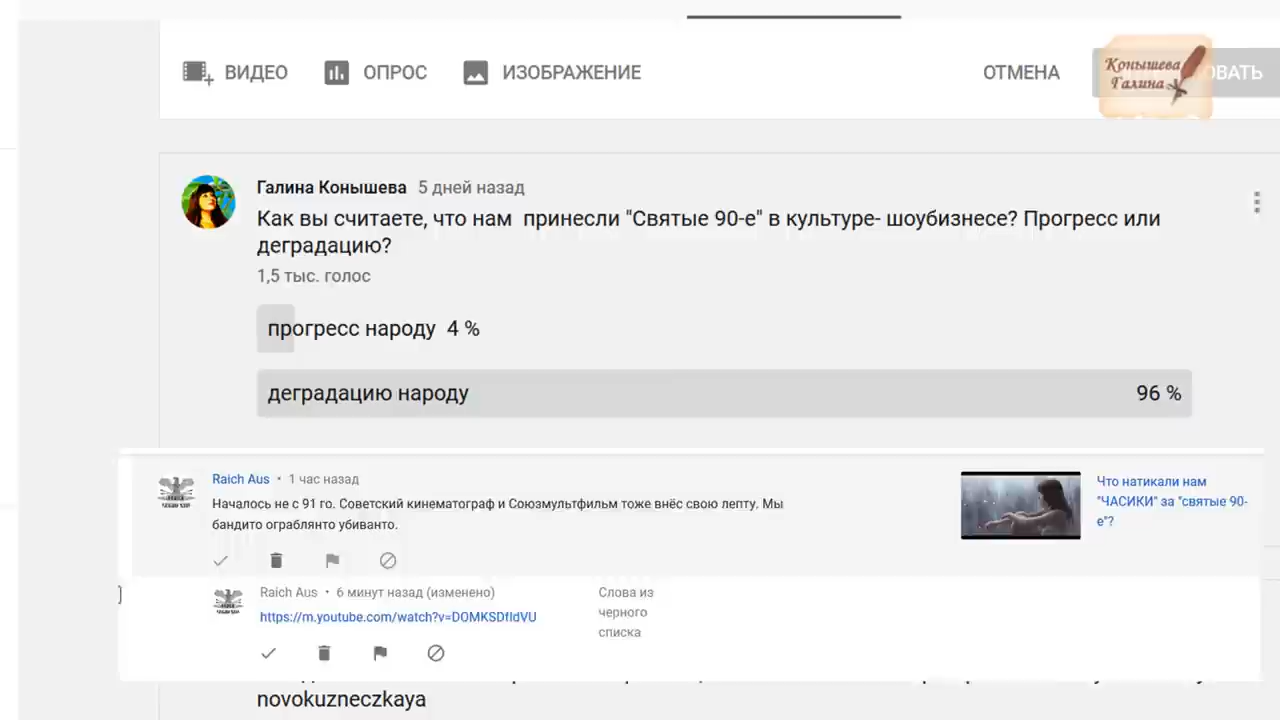 ВИДЕО ОПРОС ИЗОБРАЖЕНИЕ ОТМЕНА
Конышева
Галина
Галина Конышева 5 дней назад
Как вы считаете, что нам принесли "Святые 90-е" в культуре- шоубизнесе? Прогресс или
деградацию?
1,5 тыс. голос
прогресс народу 4 %
деградацию народу 96 %
Raich Aus • 1 час назад
Началось не с 91 го. Советский кинематограф и Союзмультфильм тоже внёс свою лепту. Мы
бандито ограблянто убиванто.
Что натикали нам
"ЧАСИКИ" за "святые 90-
е"?
Raich Aus • 6 минут назад (изменено)
https://m.youtube.com/watch?v=DOMKSDfIdVU
Слова из
черного
списка
novokuzneczkaya